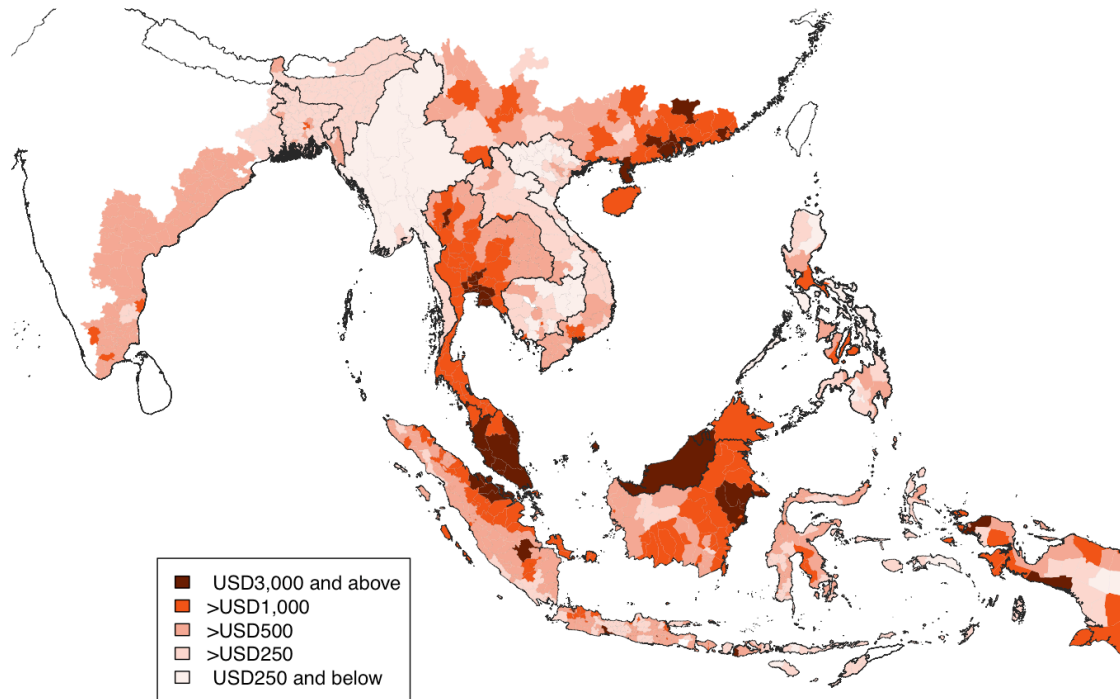 USD3,000 and above
>USD1,000
>USD500
>USD250
USD250 and below